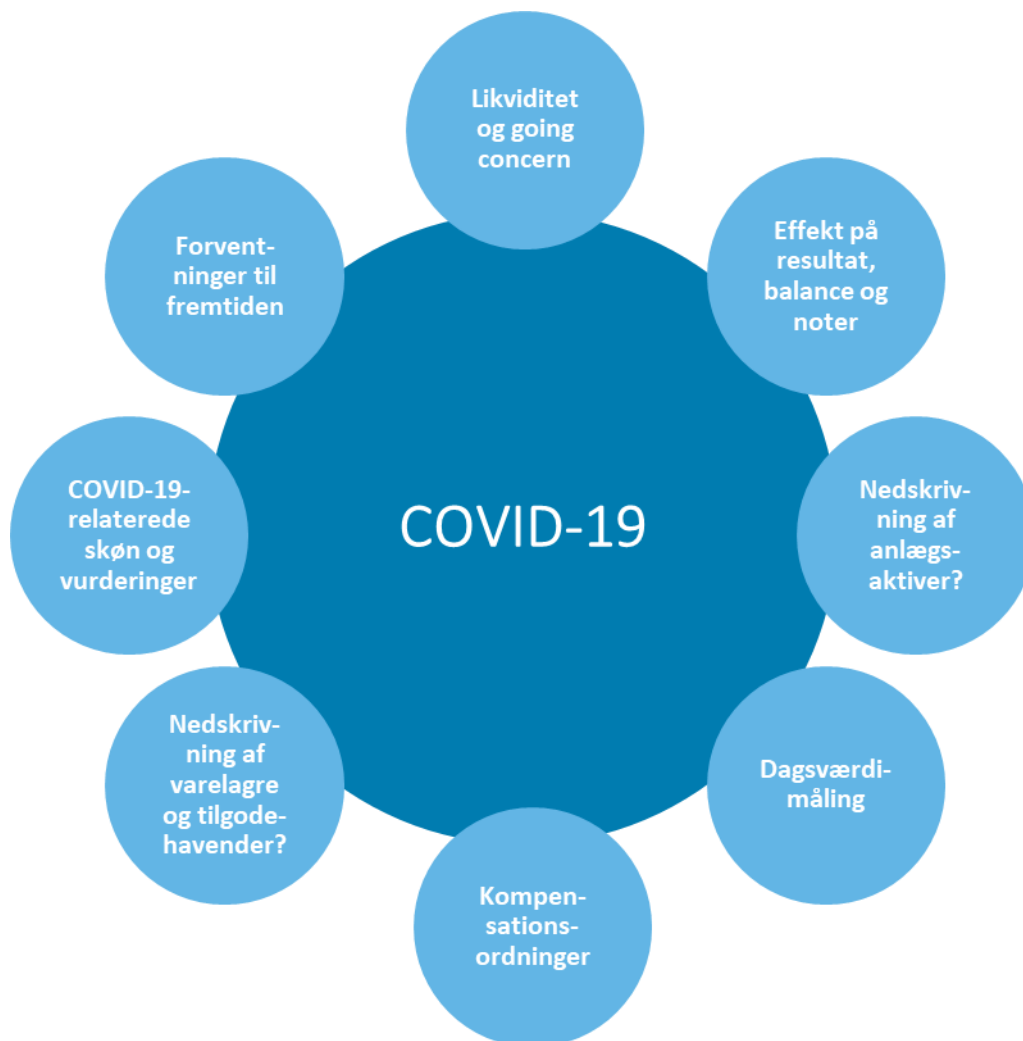 Likviditet
og going
concern
Effekt på
resultat,
balance og
noter
Nedskriv-
ning af
anlægs-
aktiver?
Dagsværdi-
måling
Kompen-
sations-
ordninger
Nedskriv-
ning af
varelagre
og tilgode-
havender?
COVID-19-
relaterede
skøn og
vurderinger
Forvent-
ninger til
fremtiden
COVID-19